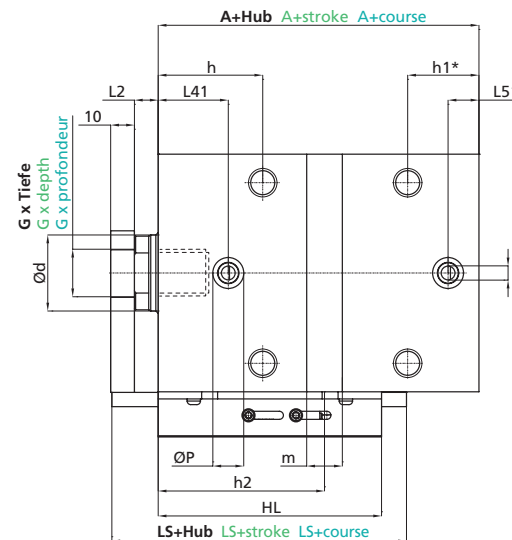 A+Hub A+stroke A+course
h h1*
L2 L41 L5
10
G x Tiefe
G x depth
G x profondeur
Ød
ØP m
h2
HL
LS+Hub LS+stroke LS+course